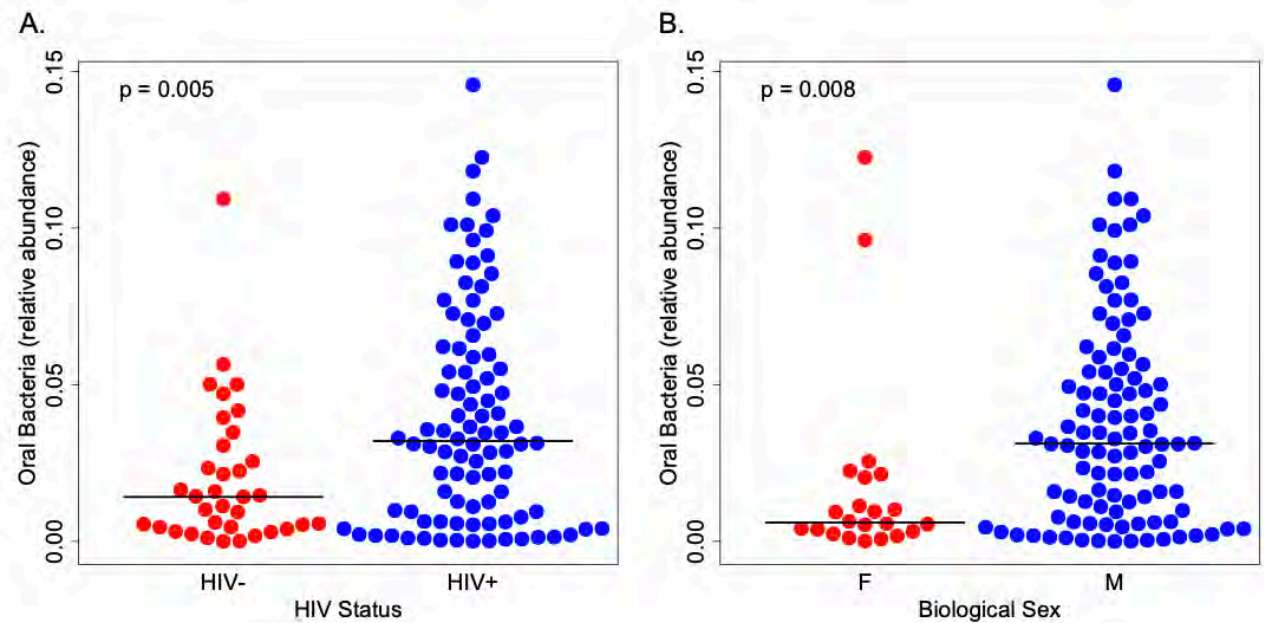 A.
Oral Bacteria (relative abundance)
0.15
0.10
0.05
0.00
p = 0.005
HIV-
HIV+
HIV Status
B.
Oral Bacteria (relative abundance)
0.15
0.10
0.05
0.00
p = 0.008
F
M
Biological Sex